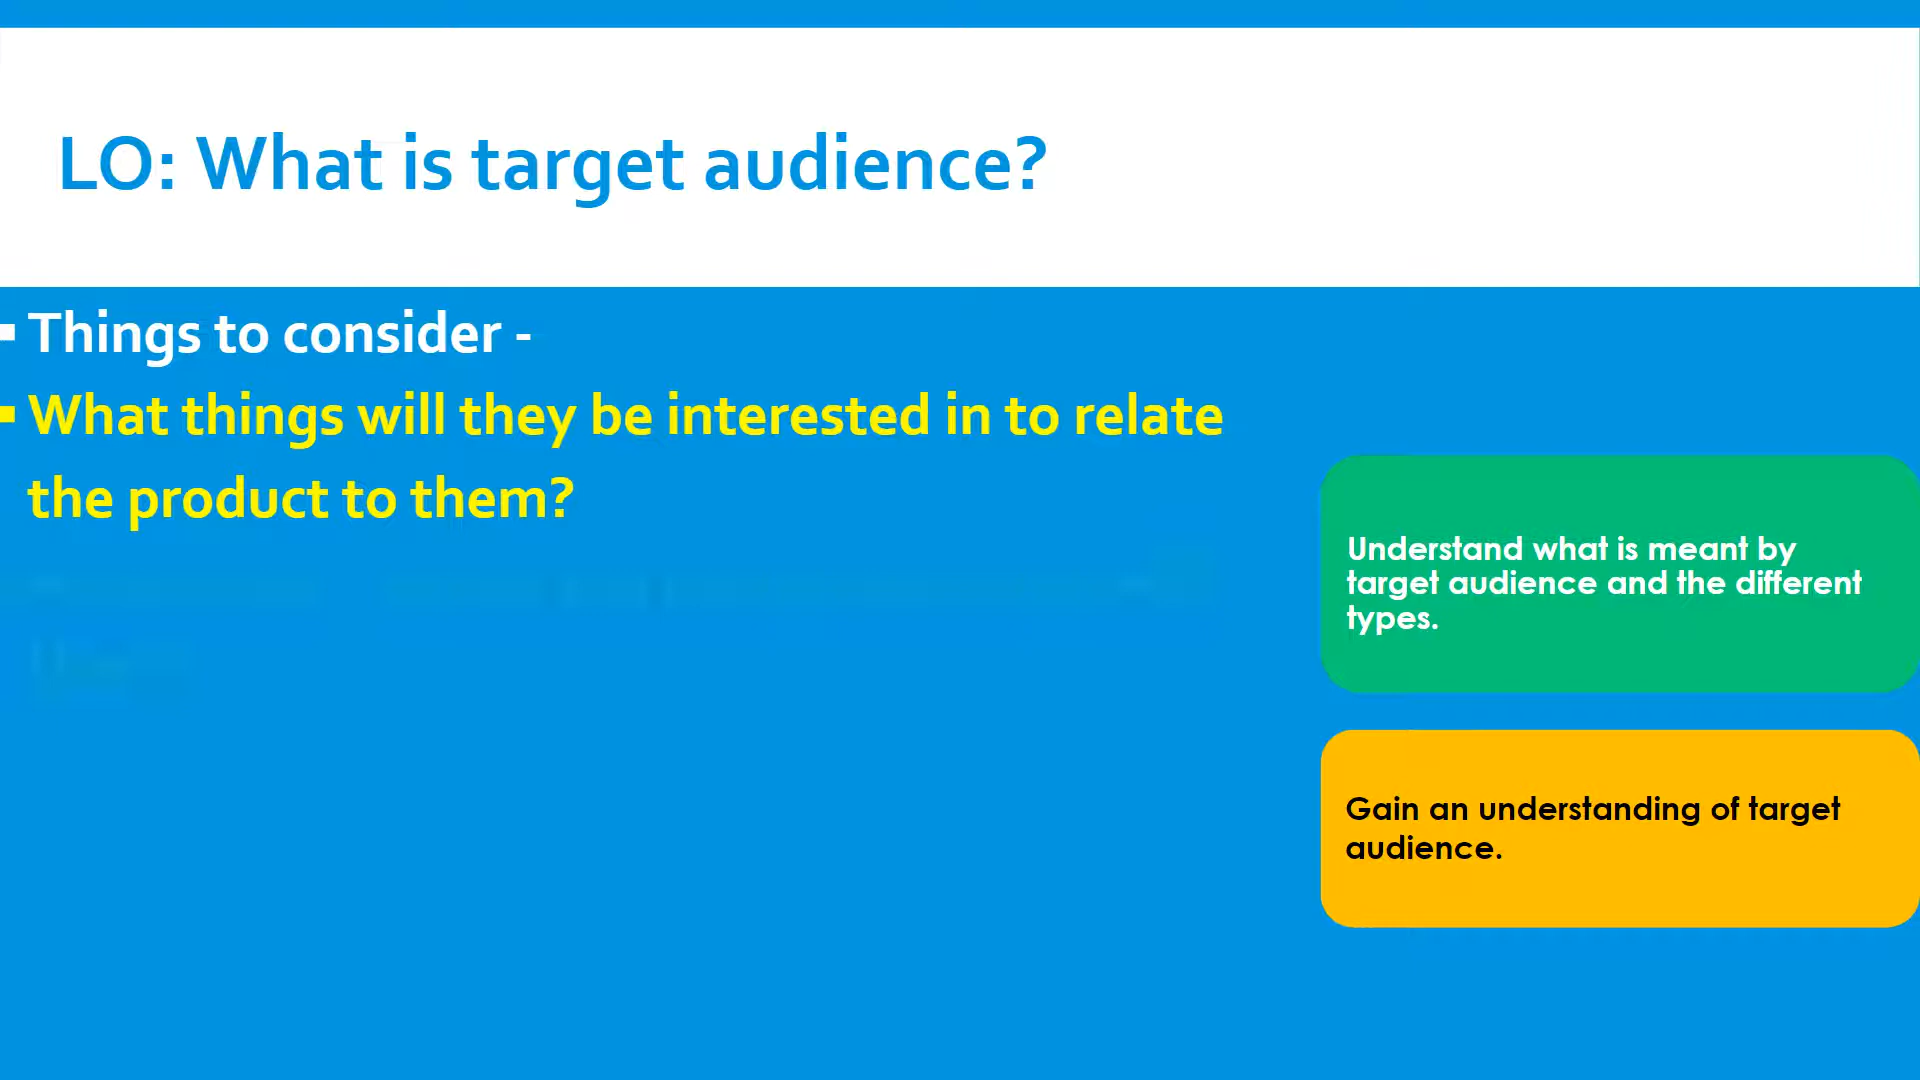 LO: What is target audience?
Things to consider -
What things will they be interested in to relate
the product to them?
Understand what is meant by
target audience and the different
types.
Gain an understanding of target
audience.